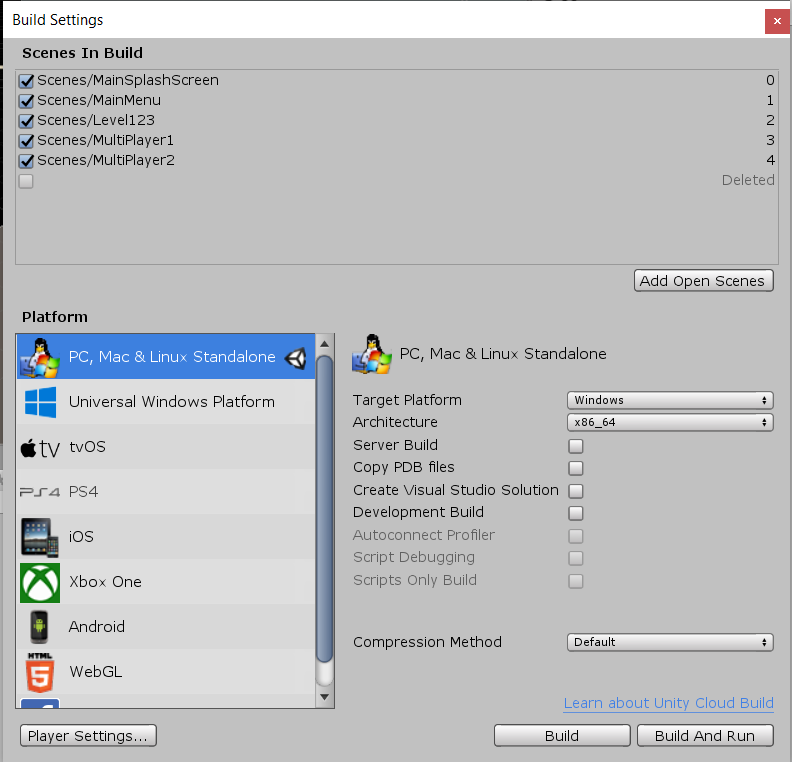 Build Settings
Scenes In Build
Scenes/MainSplashScreen 0
Scenes/MainMenu 1
Scenes/Level123 2
Scenes/MultiPlayer1 3
Scenes/MultiPlayer2 4
Deleted
Add Open Scenes
Platform
PC, Mac & Linux Standalone
Universal Windows Platform
tv tvOS
PS4 PS4
iOS
Xbox One
Android
HTML
5 WebGL
PC, Mac & Linux Standalone
Target Platform Windows
Architecture x86_64
Server Build
Copy PDB files
Create Visual Studio Solution
Development Build
Autoconnect Profiler
Script Debugging
Scripts Only Build
Compression Method Default
Learn about Unity Cloud Build
Player Settings... Build Build And Run